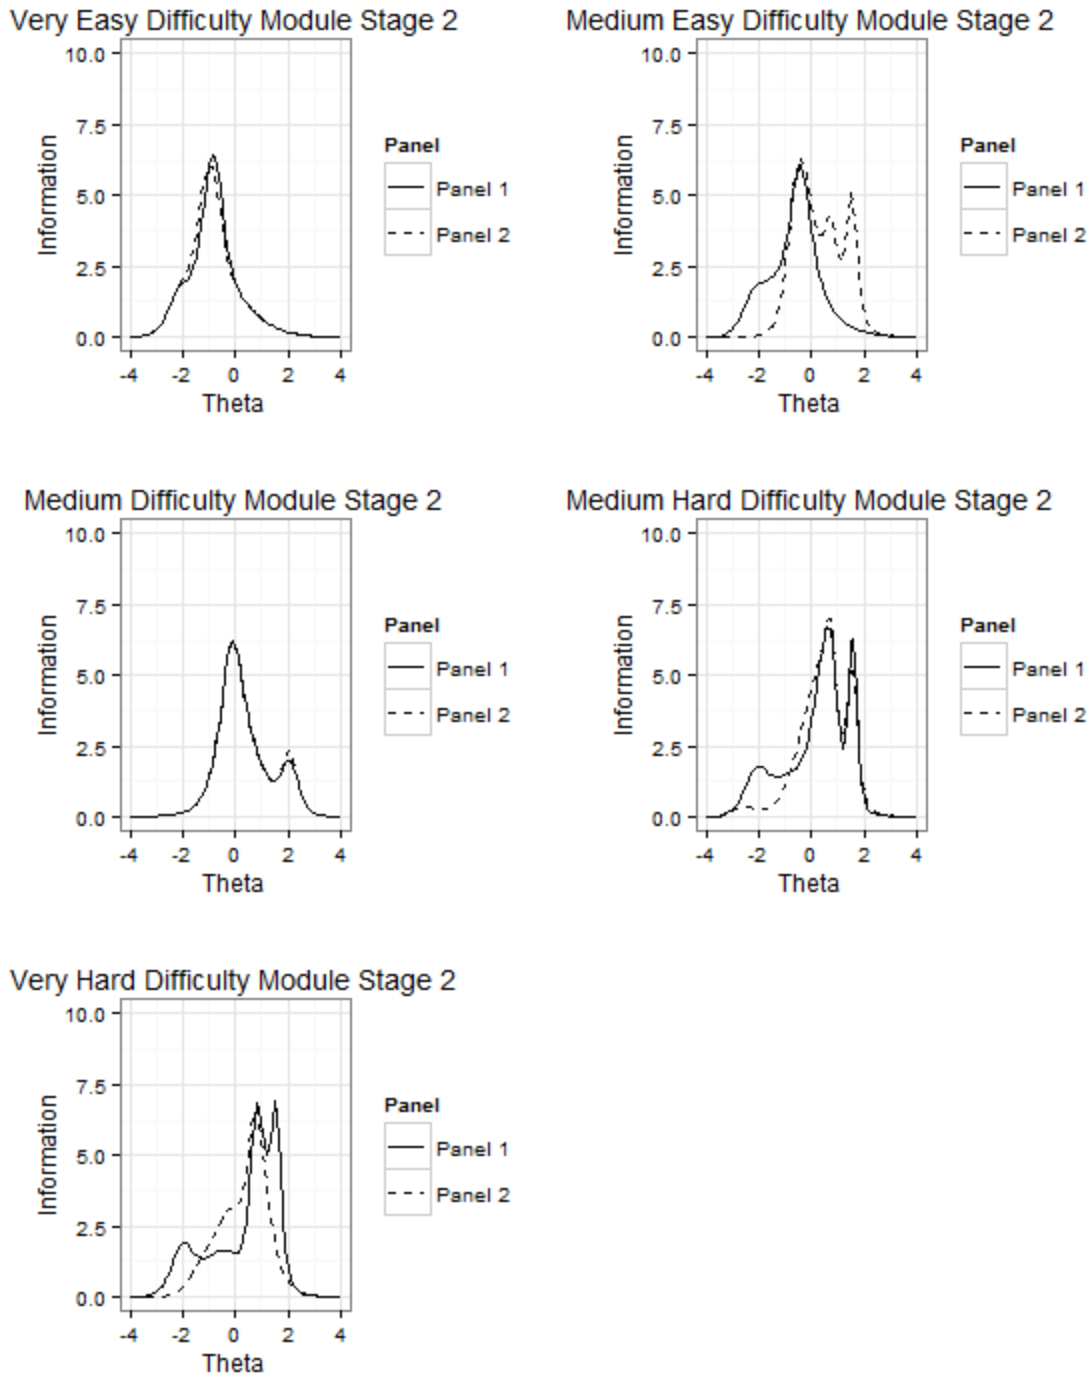 Very Easy Difficulty Module Stage 2
10.0
7.5
5.0
2.5
0.0
Information
-4 -2 0 2 4
Theta
Panel
Panel 1
Panel 2
Medium Easy Difficulty Module Stage 2
10.0
7.5
5.0
2.5
0.0
Information
-4 -2 0 2 4
Theta
Panel
Panel 1
Panel 2
Medium Difficulty Module Stage 2
10.0
7.5
5.0
2.5
0.0
Information
-4 -2 0 2 4
Theta
Panel
Panel 1
Panel 2
Medium Hard Difficulty Module Stage 2
10.0
7.5
5.0
2.5
0.0
Information
-4 -2 0 2 4
Theta
Panel
Panel 1
Panel 2
Very Hard Difficulty Module Stage 2
10.0
7.5
5.0
2.5
0.0
Information
-4 -2 0 2 4
Theta
Panel
Panel 1
Panel 2